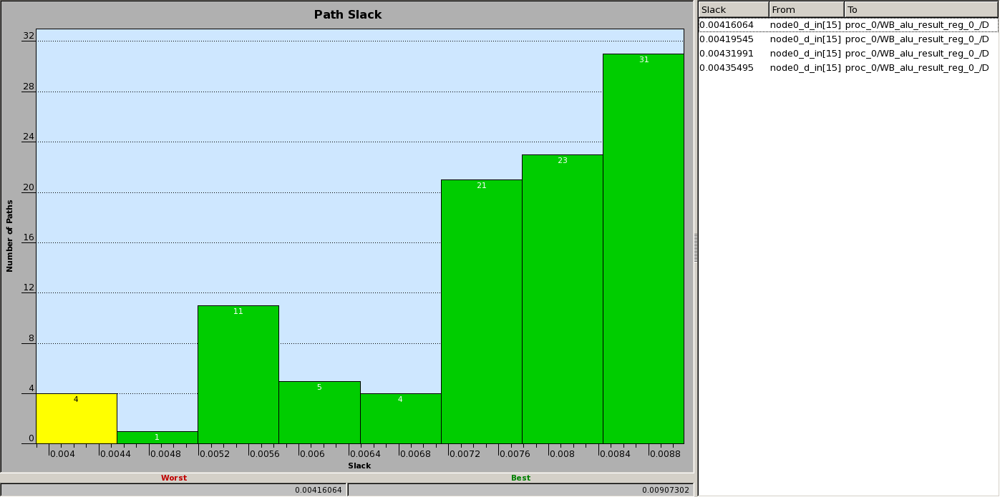 Path Slack
32
28
24
20
16
12
8
4
0
Number of Paths
4
1
11
5
4
21
23
31
0.004 0.0044 0.0048 0.0052 0.0056 0.006 0.0064 0.0068 0.0072 0.0076 0.008 0.0084 0.0088
Slack
Worst Best
0.00416064 0.00907302
Slack From To
0.00416064 node0_d_in[15] proc_0/WB_alu_result_reg_0_/D
0.00419545 node0_d_in[15] proc_0/WB_alu_result_reg_0_/D
0.00431991 node0_d_in[15] proc_0/WB_alu_result_reg_0_/D
0.00435495 node0_d_in[15] proc_0/WB_alu_result_reg_0_/D